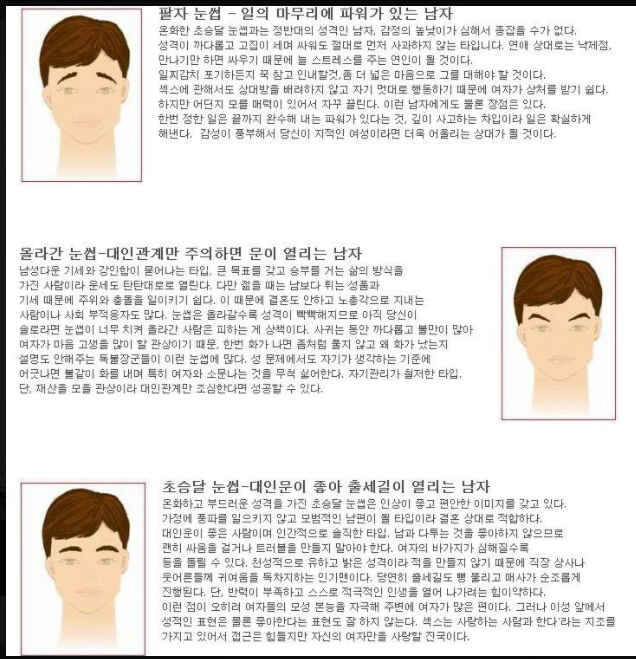 팔자 눈썹 - 일의 마무리에 파워가 있는 남자
온화한 초승달 눈썹과는 정반대의 성격인 남자, 감정의 높낮이가 심해서 종잡을 수가 없다.
성격이 까다롭고 고집이 세며 싸워도 절대로 먼저 사과하지 않는 타입니다. 연애 상대로는 낙제점,
만나기만 하면 싸우기 때문에 늘 스트레스를 주는 연인이 될 것이다.
일찌감치 포기하든지 꾹 참고 인내할것,좀 더 넓은 마음으로 그를 대해야 할 것이다.
섹스에 관해서도 상대방을 배려하지 않고 자기 멋대로 행동하기 때문에 여자가 상처를 받기 쉽다.
하지만 어딘지 모를 매력이 있어서 자꾸 끌린다. 이런 남자에게도 물론 장점은 있다.
한번 정한 일은 끝까지 완수해 내는 파워가 있다는 것, 깊이 사고하는 차입이라 일은 확실하게
해낸다. 감성이 풍부해서 당신이 지적인 여성이라면 더욱 어울리는 상대가 될 것이다.
올라간 눈썹-대인관계만 주의하면 운이 열리는 남자
남성다운 기세와 강인함이 묻어나는 타입, 큰 목표를 갖고 승부를 거는 삶의 방식을
가진 사람이라 운세도 탄탄대로로 열린다. 다만 젊을 때는 남보다 튀는 성품과
기세 때문에 주위와 충돌을 일이키기 쉽다. 이 때문에 결혼도 안하고 노총각으로 지내는
사람이나 사회 부적응자도 많다. 눈썹은 올라갈수록 성격이 빡빡해지므로 아직 당신이
솔로라면 눈썹이 너무 치켜 올라간 사람은 피하는 게 상책이다. 사귀는 동안 까다롭고 불만이 많아
여자가 마음 고생을 많이 할 관상이기 때문, 한번 화가 나면 좀처럼 풀지 않고 왜 화가 났는지
설명도 안해주는 독불장군들이 이런 눈썹에 많다. 성 문제에서도 자기가 생각하는 기준에
어긋나면 불같이 화를 내며 특히 여자와 소문나는 것을 무척 싫어한다. 자기관리가 철저한 타입.
단, 재산을 모을 관상이라 대인관계만 조심한다면 성공할 수 있다.
초승달 눈썹-대인운이 좋아 출세길이 열리는 남자
온화하고 부드러운 성격을 가진 초승달 눈썹은 인상이 좋고 편안한 이미지를 갖고 있다.
가정에 풍파를 일으키지 않고 모범적인 남편이 될 타입이라 결혼 상대로 적합하다.
대인운이 좋은 사람이며 인간적으로 솔직한 타입, 남과 다투는 것을 좋아하지 않으므로
괜히 싸움을 걸거나 트러블을 만들지 말아야 한다. 여자의 바가지가 심해질수록
등을 돌릴 수 있다. 천성적으로 유하고 밝은 성격이라 적을 만들지 않기 때문에 직장 상사나
웃어른들께 귀여움을 독차지하는 인기맨이다. 당연히 출세길도 뻥 뚫리고 매사가 순조롭게
진행된다. 단, 반력이 부족하고 스스로 적극적인 인생을 열어 나가려는 힘이약하다.
이런 점이 오히려 여자들의 모성 본능을 자극해 주변에 여자가 많은 편이다. 그러나 이성 앞에서
성적인 표현은 물론 좋아한다는 표현도 잘 하지 않는다. 섹스는 사랑하는 사람과 한다라는 지조를
가지고 있어서 접근은 힘들지만 자신의 여자만을 사랑할 진국이다.